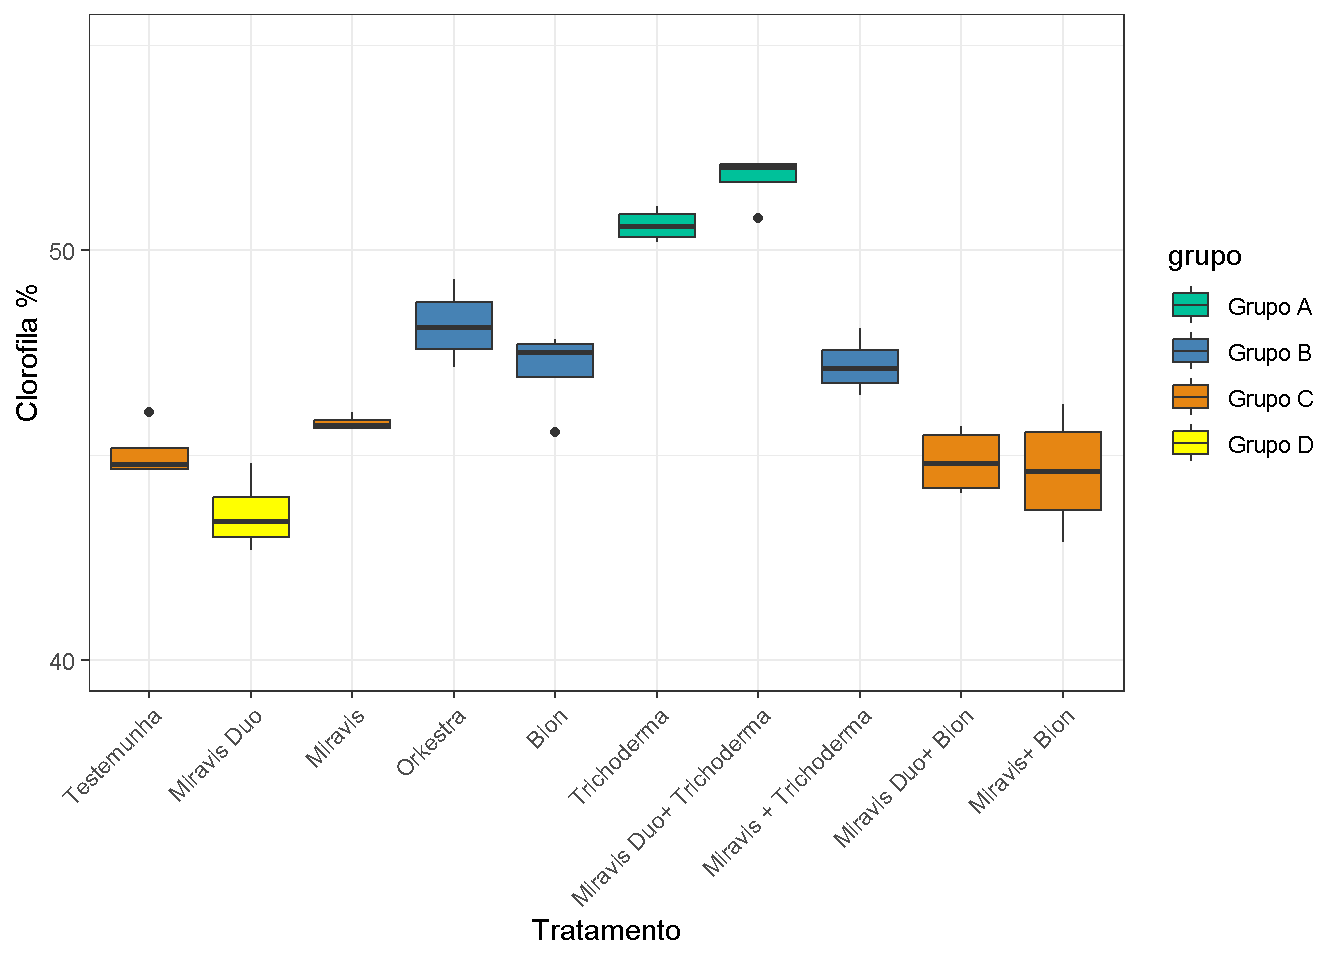 Clorofila %
50
40
Testemunha
Miravis Duo
Miravis
Orkestra
Bion
Trichoderma
Miravis Duo+ Trichoderma
Miravis + Trichoderma
Miravis Duo+ Bion
Miravis+ Bion
Tratamento
grupo
Grupo A
Grupo B
Grupo C
Grupo D